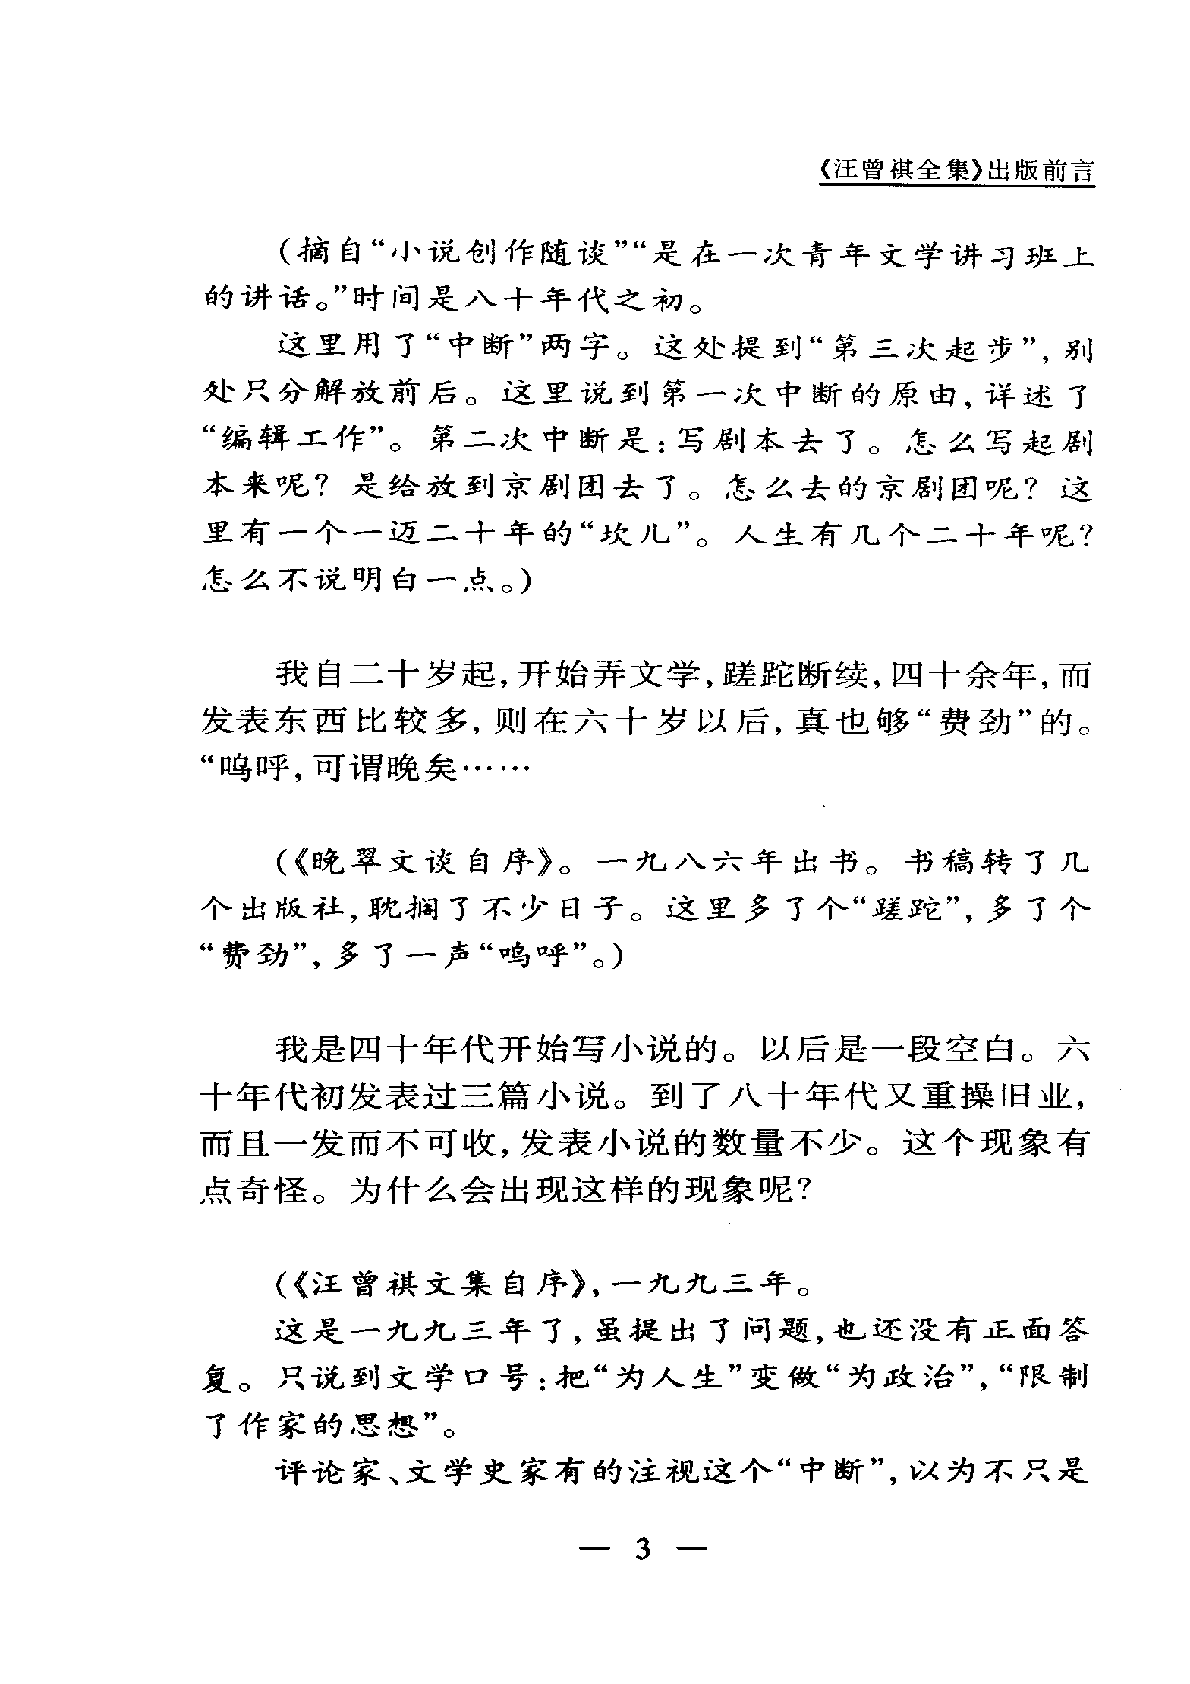 《汪曾祺全集》出版前言
(摘自“小说创作随谈”“是在一次青年文学讲习班上
的讲话。”时间是八十年代之初。
这里用了“中断”两字。这处提到“第三次起步”,别
处只分解放前后。这里说到第一次中断的原由,详述了
“编辑工作”。第二次中断是:写剧本去了。怎么写起剧
本来呢?是给放到京剧团去了。怎么去的京剧团呢?这
里有一个一迈二十年的“坎儿”。人生有几个二十年呢?
怎么不说明白一点。)
我自二十岁起,开始弄文学,蹉跎断续,四十余年,而
发表东西比较多,则在六十岁以后,真也够“费劲”的。
“呜呼,可谓晚矣……
(《晚翠文谈自序》。一九八六年出书。书稿转了几
个出版社,耽搁了不少日子。这里多了个“蹉跎”,多了个
“费劲”,多了一声“呜呼”。)
我是四十年代开始写小说的。以后是一段空白。六
十年代初发表过三篇小说。到了八十年代又重操旧业,
而且一发而不可收,发表小说的数量不少。这个现象有
点奇怪。为什么会出现这样的现象呢?
(《汪曾祺文集自序》,一九九三年。
这是一九九三年了,虽提出了问题,也还没有正面答
复。只说到文学口号:把“为人生”变做“为政治”,“限制
了作家的思想”。
评论家、文学史家有的注视这个“中断”,以为不只是
— 3 —